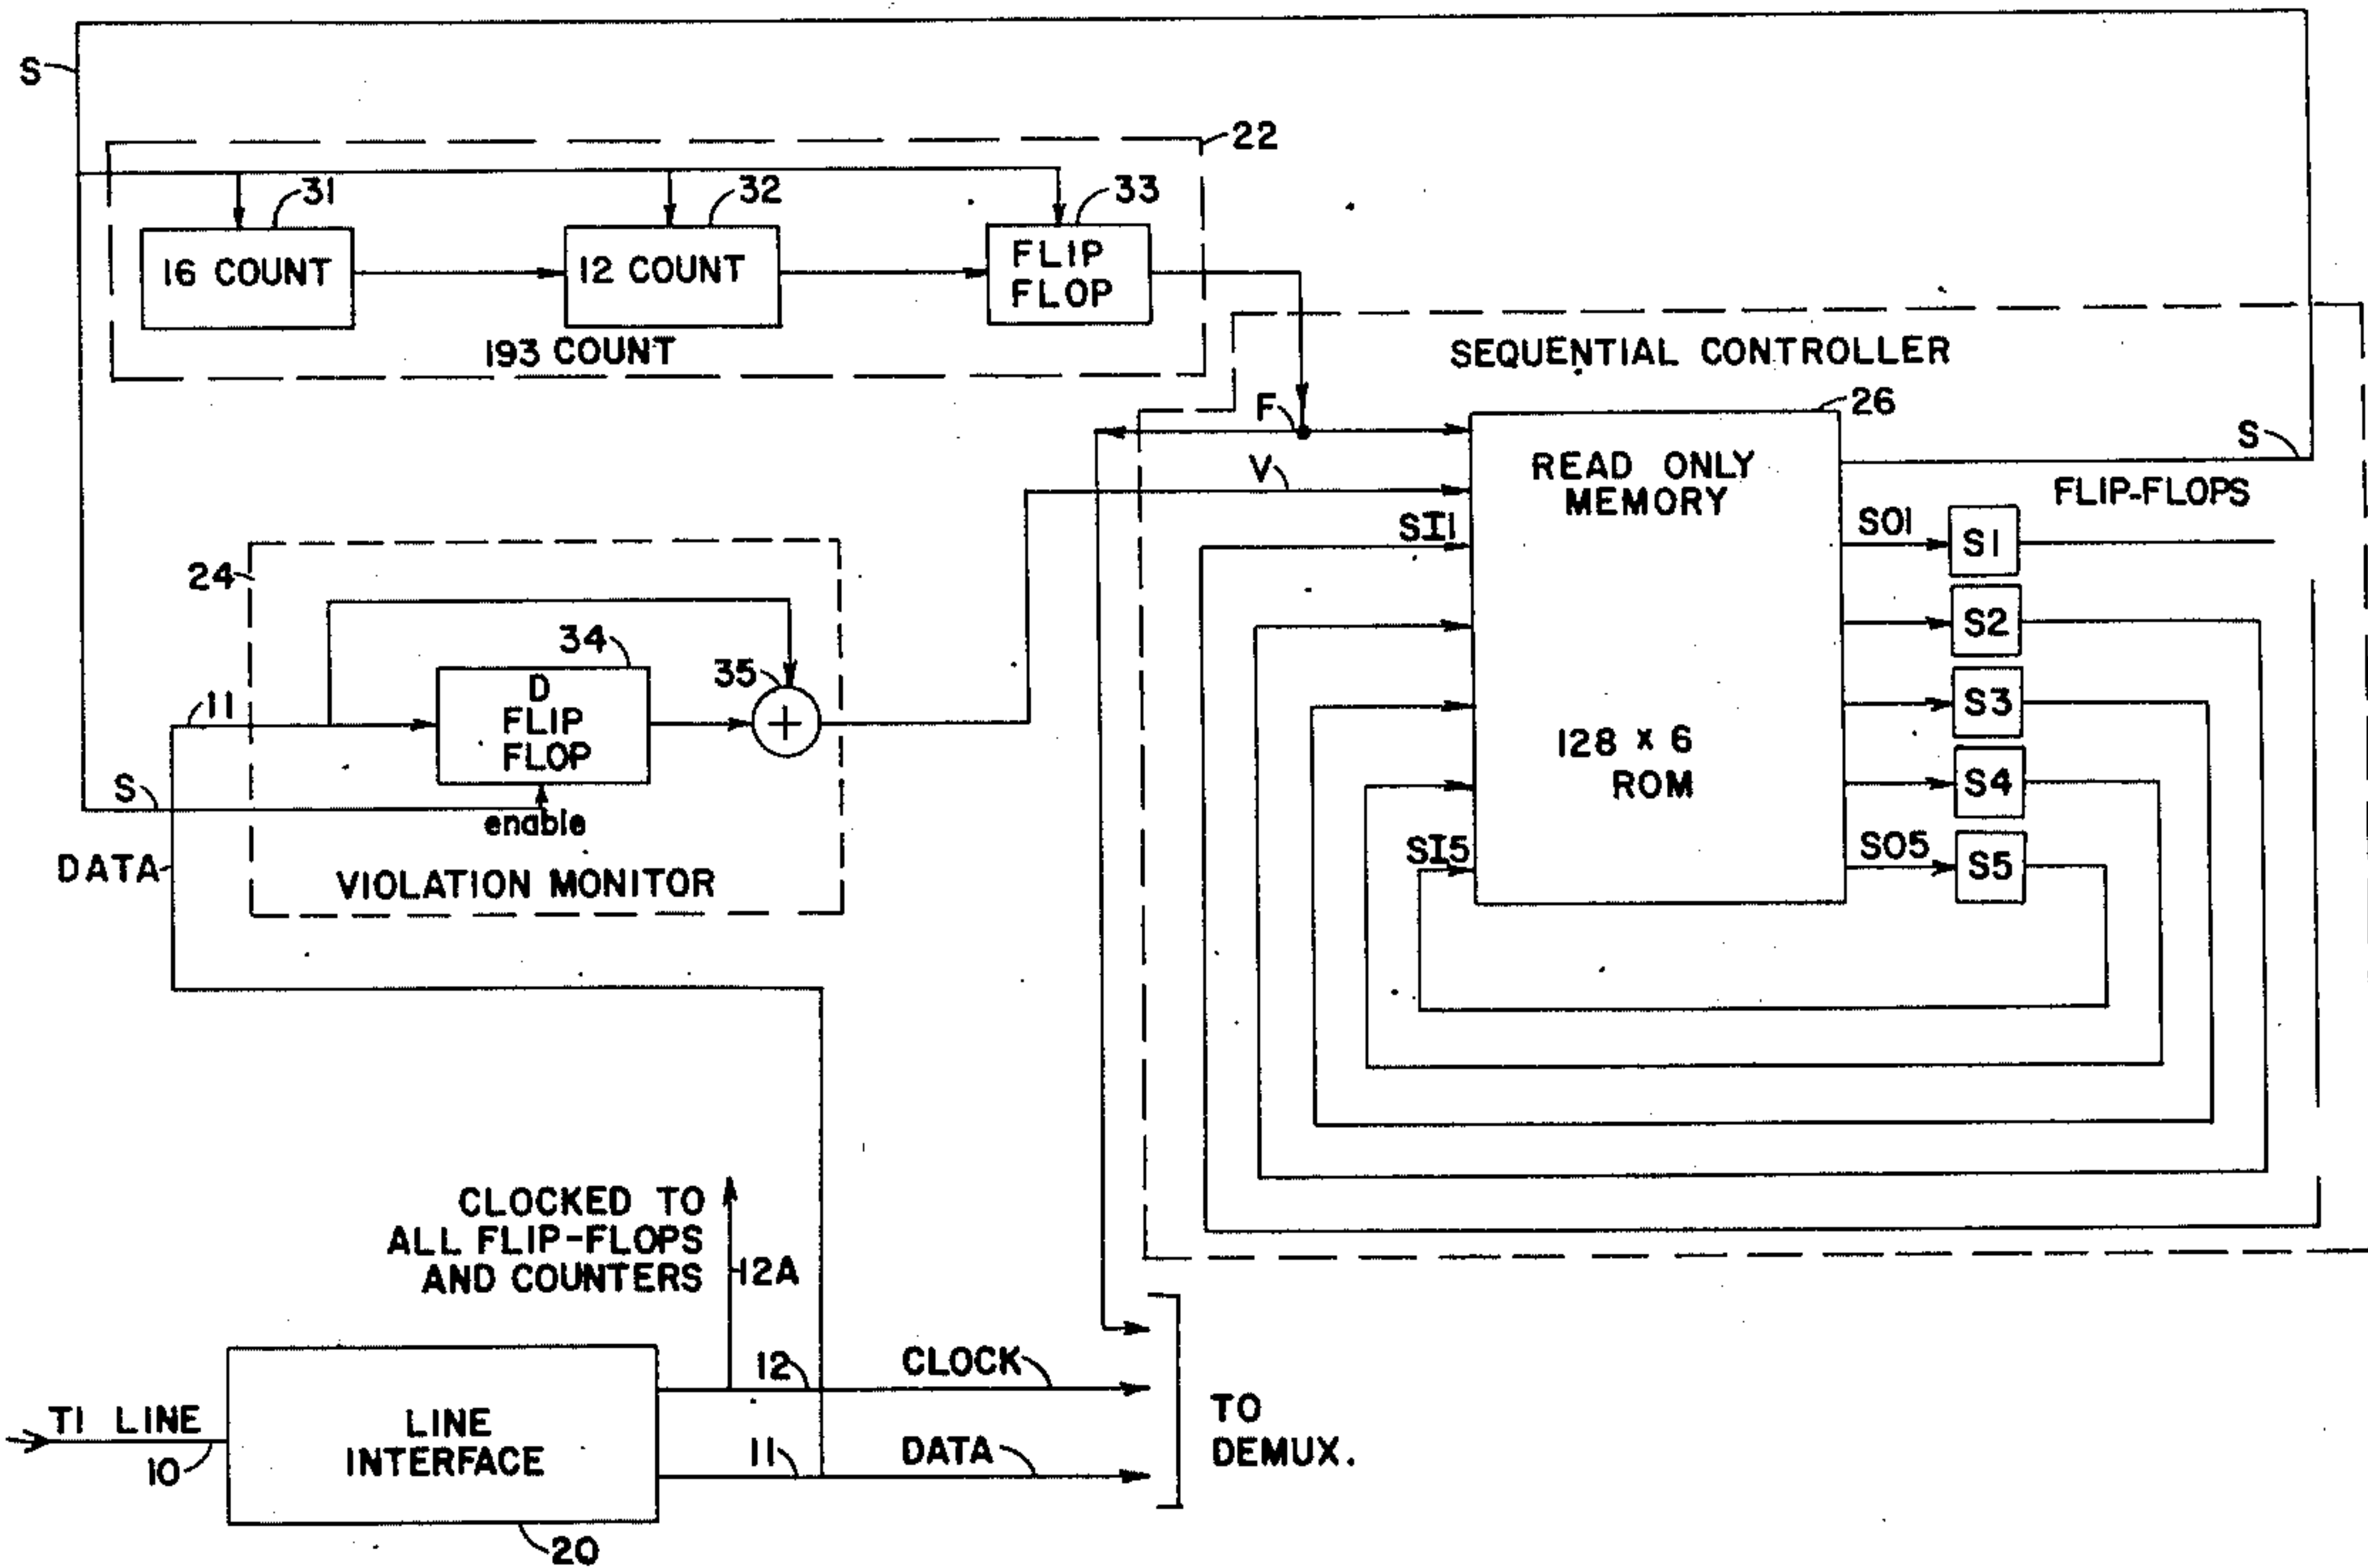 S
22
31
32
33
16 COUNT
12 COUNT
FLIP
FLOP
193 COUNT
SEQUENTIAL CONTROLLER
26
F
V
S
READ ONLY
MEMORY
FLIP-FLOPS
SI1
SO1
S1
S2
S3
S4
128 X 6
ROM
SI5
SO5
S5
24
34
35
D
FLIP
FLOP
11
S
enable
DATA
VIOLATION MONITOR
CLOCKED TO
ALL FLIP-FLOPS
AND COUNTERS
12A
12
CLOCK
T1 LINE
10
LINE
INTERFACE
11
DATA
TO
DEMUX.
20